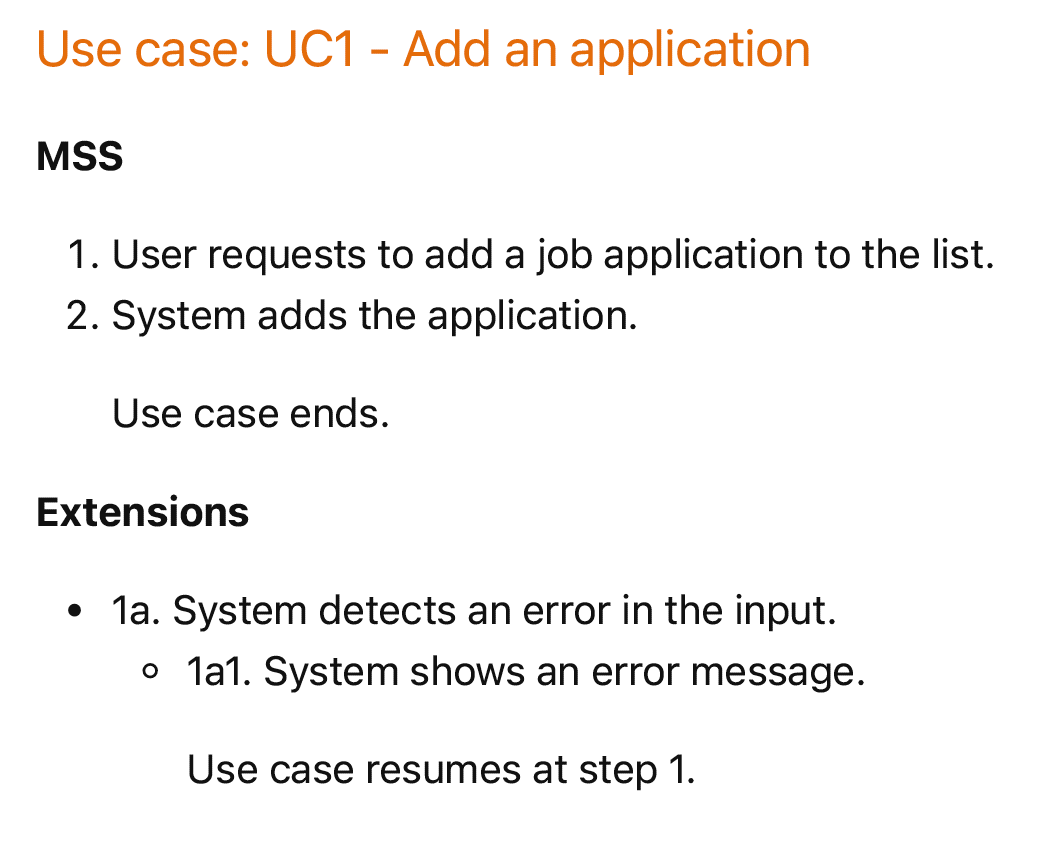 Use case: UC1 - Add an application
MSS
1. User requests to add a job application to the list.
2. System adds the application.
Use case ends.
Extensions
• 1a. System detects an error in the input.
◦ 1a1. System shows an error message.
Use case resumes at step 1.